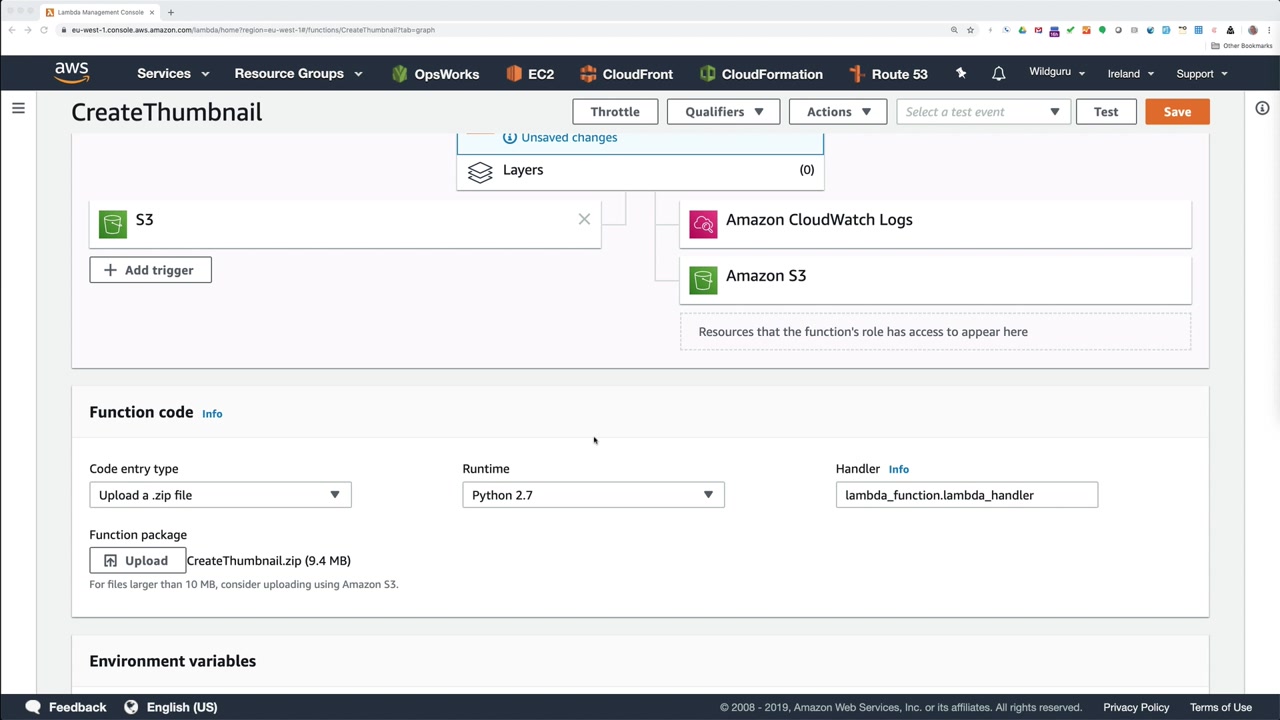 Lambda Management Console
eu-west-1.console.aws.amazon.com/lambda/home?region=eu-west-1#/functions/CreateThumbnail?tab=graph
Other Bookmarks
aws Services Resource Groups OpsWorks EC2 CloudFront CloudFormation Route 53 Wildguru Ireland Support
CreateThumbnail Throttle Qualifiers Actions Select a test event Test Save
Unsaved changes
Layers (0)
S3
Amazon CloudWatch Logs
Add trigger
Amazon S3
Resources that the function's role has access to appear here
Function code Info
Code entry type Runtime Handler Info
Upload a .zip file Python 2.7 lambda_function.lambda_handler
Function package
Upload CreateThumbnail.zip (9.4 MB)
For files larger than 10 MB, consider uploading using Amazon S3.
Environment variables
Feedback English (US) © 2008 - 2019, Amazon Web Services, Inc. or its affiliates. All rights reserved. Privacy Policy Terms of Use